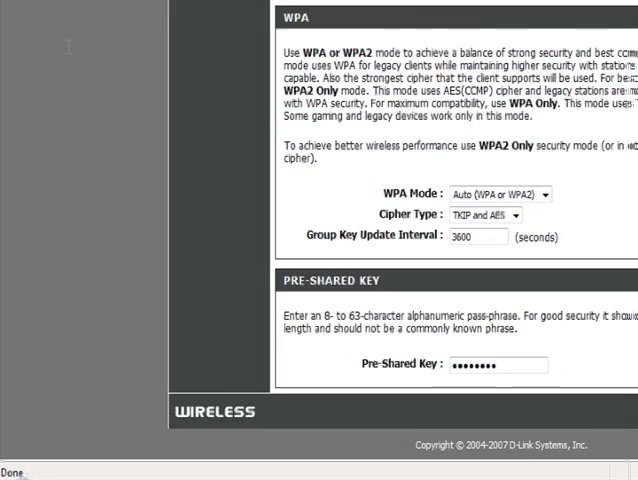 WPA
Use WPA or WPA2 mode to achieve a balance of strong security and best
mode uses WPA for legacy clients while maintaining higher security with
capable. Also the strongest cipher that the client supports will be used. For
WPA2 Only mode. This mode uses AES(CCMP) cipher and legacy stations are
with WPA security. For maximum compatibility, use WPA Only. This mode uses
Some gaming and legacy devices work only in this mode.
To achieve better wireless performance use WPA2 Only security mode (or in
cipher).
WPA Mode : Auto (WPA or WPA2)
Cipher Type : TKIP and AES
Group Key Update Interval : 3600 (seconds)
PRE-SHARED KEY
Enter an 8- to 63-character alphanumeric pass-phrase. For good security it
length and should not be a commonly known phrase.
Pre-Shared Key : ••••••••
WIRELESS
Copyright © 2004-2007 D-Link Systems, Inc.
Done